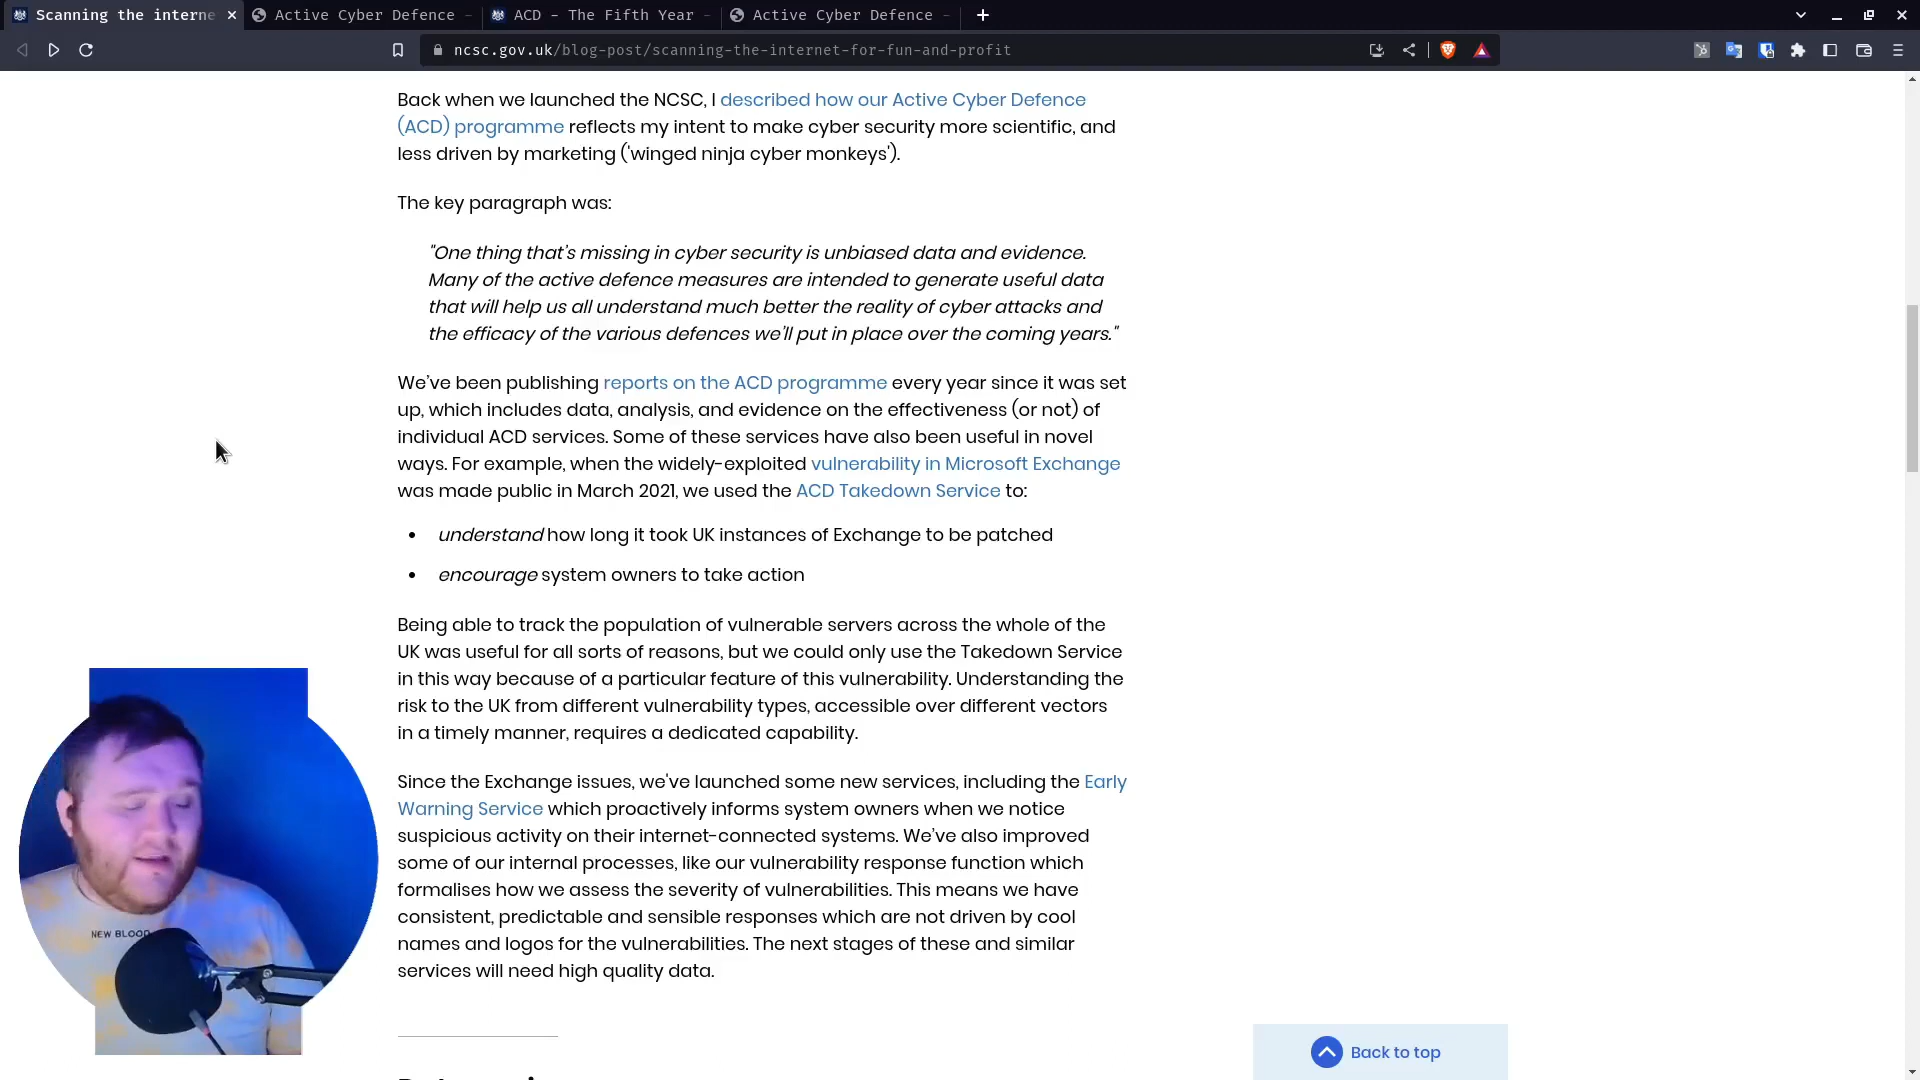 Scanning the interne
Active Cyber Defence -
ACD - The Fifth Year -
Active Cyber Defence -
ncsc.gov.uk/blog-post/scanning-the-internet-for-fun-and-profit
Back when we launched the NCSC, I described how our Active Cyber Defence
(ACD) programme reflects my intent to make cyber security more scientific, and
less driven by marketing ('winged ninja cyber monkeys').
The key paragraph was:
"One thing that's missing in cyber security is unbiased data and evidence.
Many of the active defence measures are intended to generate useful data
that will help us all understand much better the reality of cyber attacks and
the efficacy of the various defences we'll put in place over the coming years."
We've been publishing reports on the ACD programme every year since it was set
up, which includes data, analysis, and evidence on the effectiveness (or not) of
individual ACD services. Some of these services have also been useful in novel
ways. For example, when the widely-exploited vulnerability in Microsoft Exchange
was made public in March 2021, we used the ACD Takedown Service to:
• understand how long it took UK instances of Exchange to be patched
• encourage system owners to take action
Being able to track the population of vulnerable servers across the whole of the
UK was useful for all sorts of reasons, but we could only use the Takedown Service
in this way because of a particular feature of this vulnerability. Understanding the
risk to the UK from different vulnerability types, accessible over different vectors
in a timely manner, requires a dedicated capability.
Since the Exchange issues, we've launched some new services, including the Early
Warning Service which proactively informs system owners when we notice
suspicious activity on their internet-connected systems. We've also improved
some of our internal processes, like our vulnerability response function which
formalises how we assess the severity of vulnerabilities. This means we have
consistent, predictable and sensible responses which are not driven by cool
names and logos for the vulnerabilities. The next stages of these and similar
services will need high quality data.
NEW BLOOD
Back to top